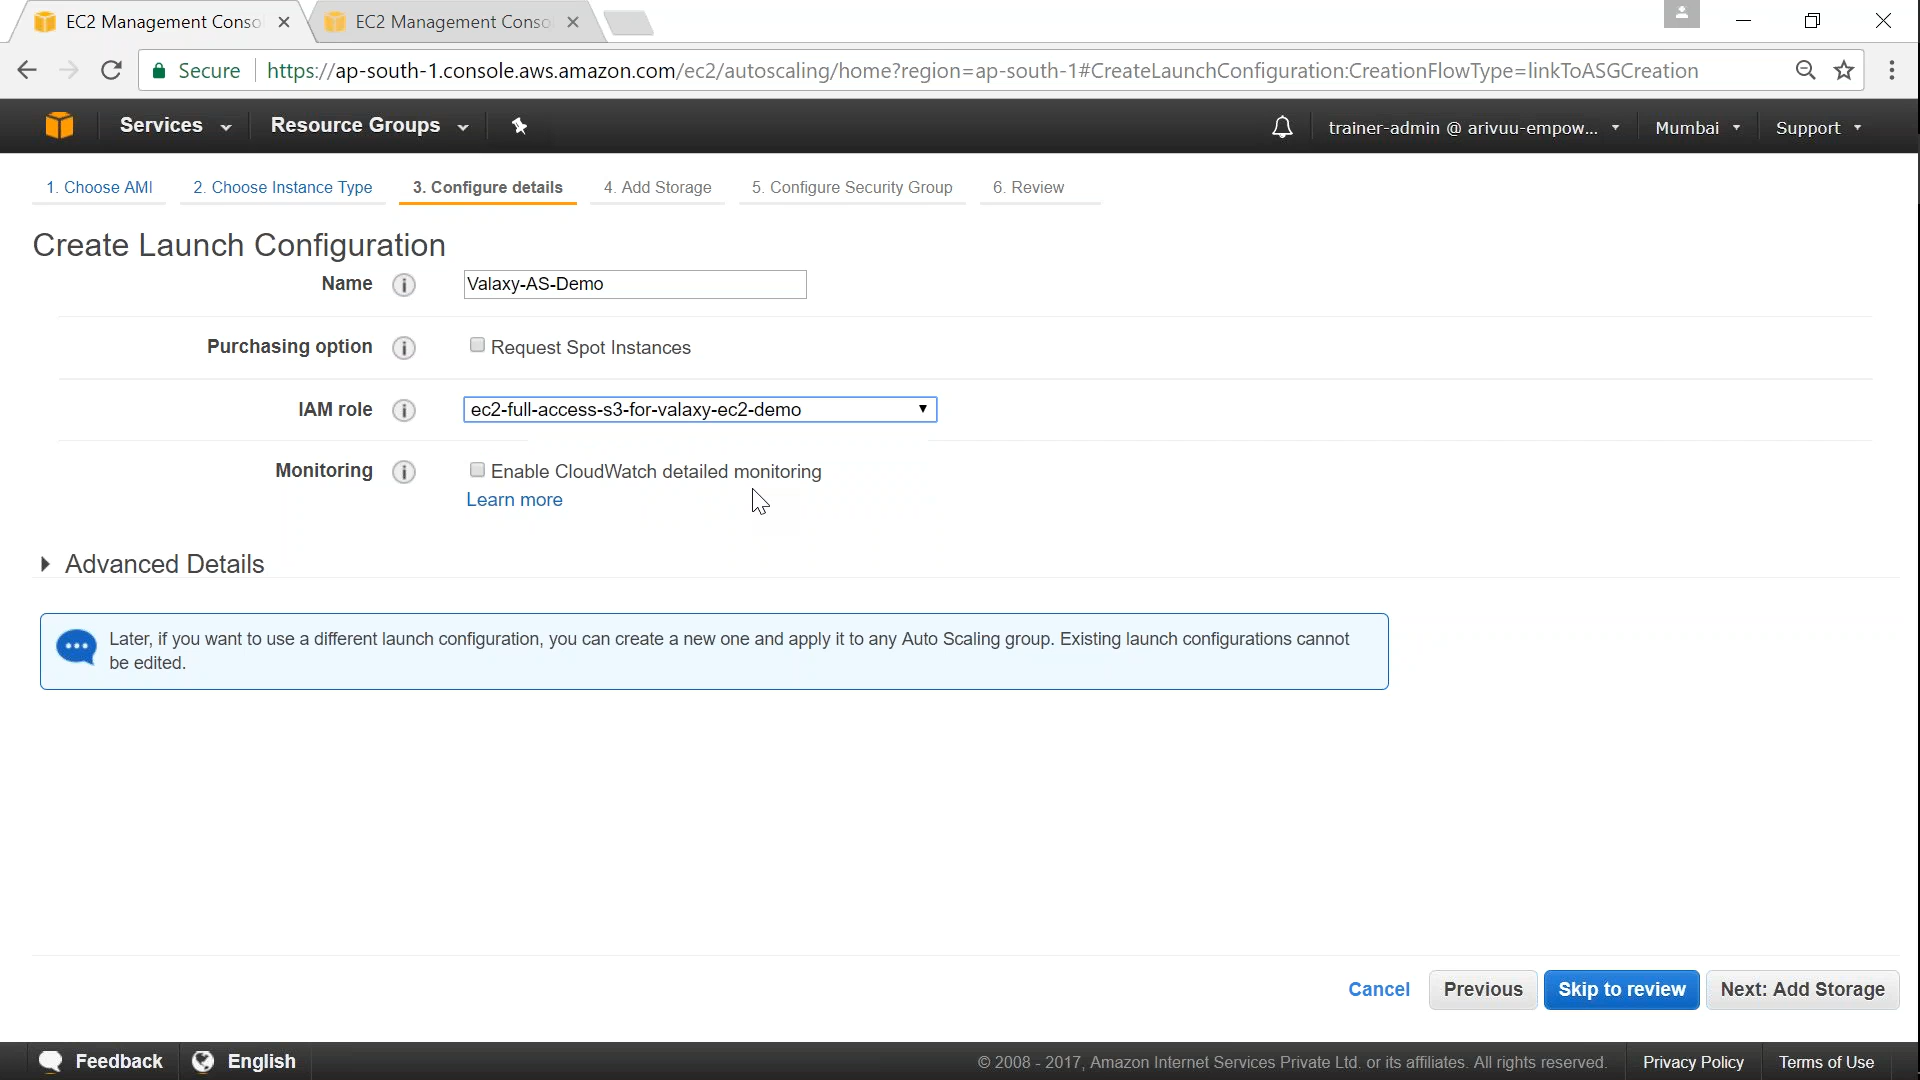 EC2 Management Conso
EC2 Management Conso
Secure https://ap-south-1.console.aws.amazon.com/ec2/autoscaling/home?region=ap-south-1#CreateLaunchConfiguration:CreationFlowType=linkToASGCreation
Services Resource Groups trainer-admin @ arivuu-empow... Mumbai Support
1. Choose AMI 2. Choose Instance Type 3. Configure details 4. Add Storage 5. Configure Security Group 6. Review
Create Launch Configuration
Name i Valaxy-AS-Demo
Purchasing option i Request Spot Instances
IAM role i ec2-full-access-s3-for-valaxy-ec2-demo
Monitoring i Enable CloudWatch detailed monitoring
Learn more
Advanced Details
Later, if you want to use a different launch configuration, you can create a new one and apply it to any Auto Scaling group. Existing launch configurations cannot
be edited.
Cancel Previous Skip to review Next: Add Storage
Feedback English © 2008 - 2017, Amazon Internet Services Private Ltd. or its affiliates. All rights reserved. Privacy Policy Terms of Use